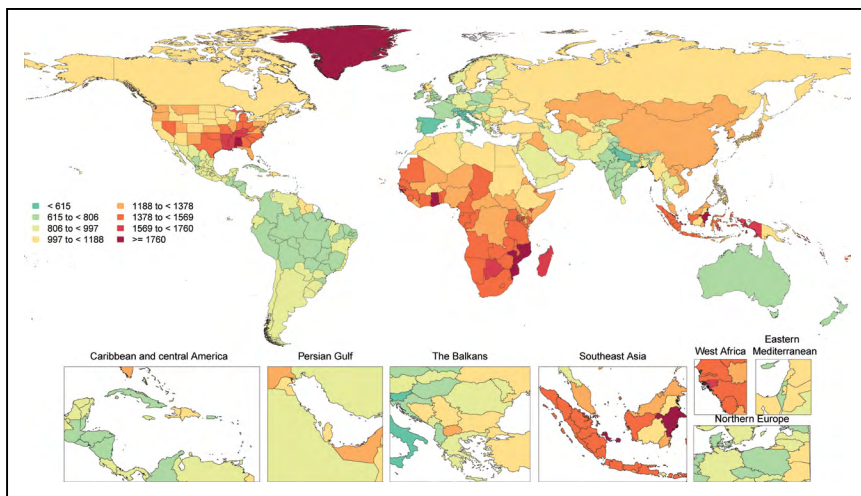 < 615
615 to < 806
806 to < 997
997 to < 1188
1188 to < 1378
1378 to < 1569
1569 to < 1760
>= 1760
Caribbean and central America
Persian Gulf
The Balkans
Southeast Asia
West Africa
Eastern
Mediterranean
Northern Europe